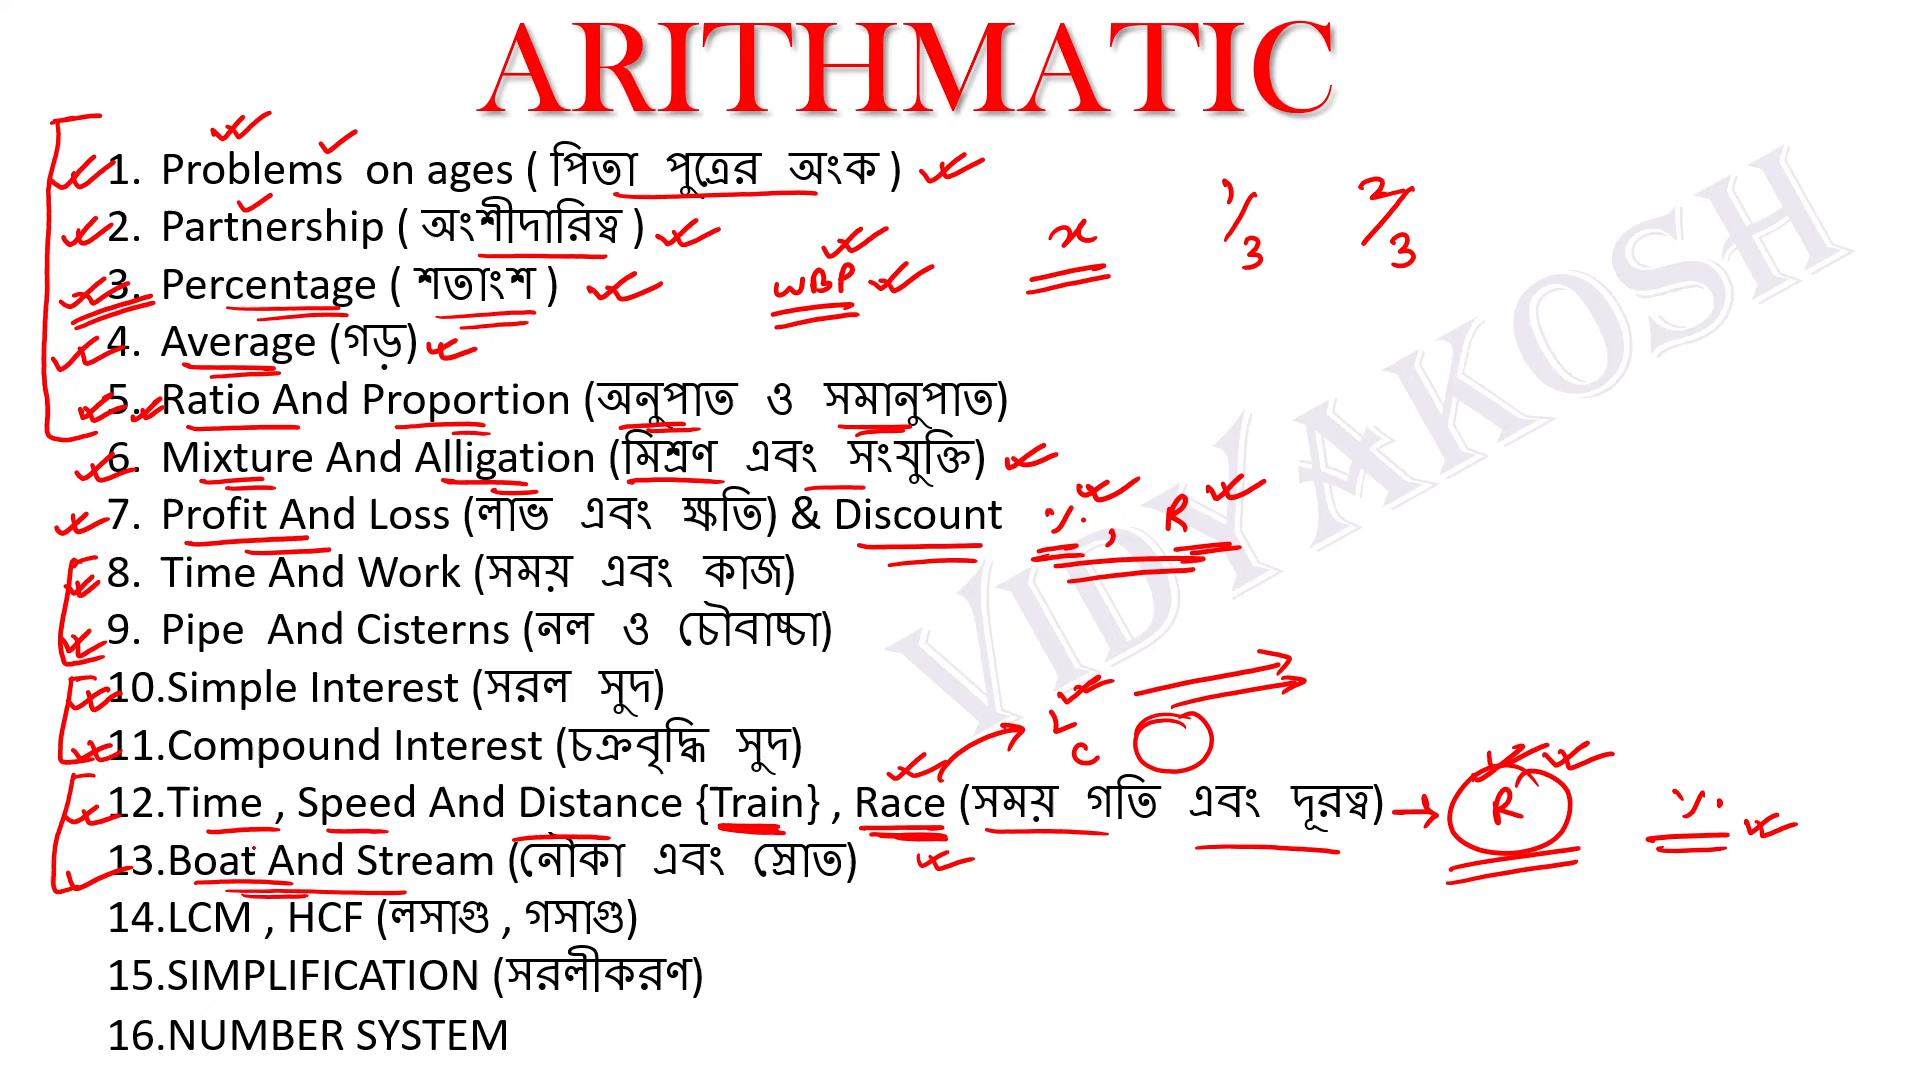 ARITHMATIC
1. Problems on ages ( পিতা পুত্রের অংক )
2. Partnership ( অংশীদারিত্ব )
3. Percentage ( শতাংশ )
WBP
x
1/3
2/3
4. Average (গড়)
5. Ratio And Proportion (অনুপাত ও সমানুপাত)
6. Mixture And Alligation (মিশ্রণ এবং সংযুক্তি)
7. Profit And Loss (লাভ এবং ক্ষতি) & Discount
%, R
8. Time And Work (সময় এবং কাজ)
9. Pipe And Cisterns (নল ও চৌবাচ্চা)
10.Simple Interest (সরল সুদ)
L
C
11.Compound Interest (চক্রবৃদ্ধি সুদ)
12.Time , Speed And Distance {Train} , Race (সময় গতি এবং দূরত্ব)
R
%
13.Boat And Stream (নৌকা এবং স্রোত)
14.LCM , HCF (লসাগু , গসাগু)
15.SIMPLIFICATION (সরলীকরণ)
16.NUMBER SYSTEM
VIDYAKOSH